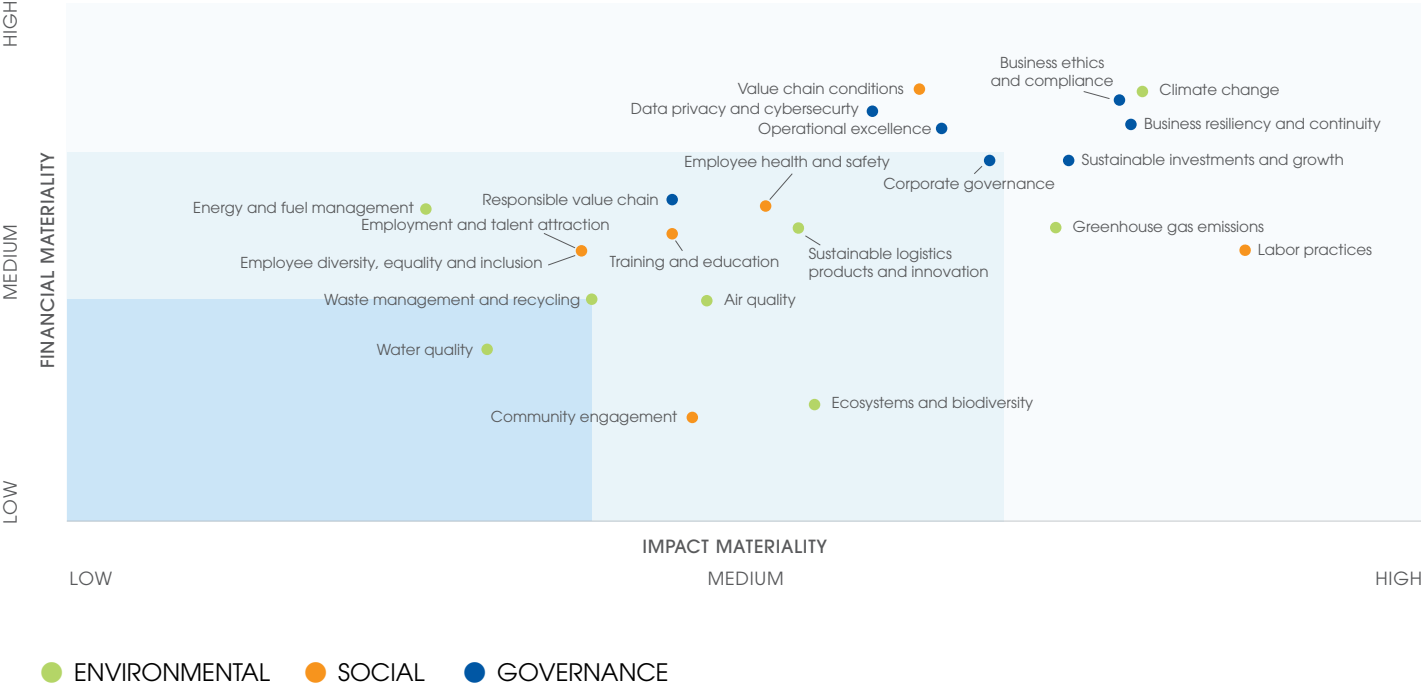 HIGH
MEDIUM
LOW
FINANCIAL MATERIALITY
Business ethics
and compliance
Value chain conditions
Climate change
Data privacy and cybersecurty
Operational excellence
Business resiliency and continuity
Employee health and safety
Sustainable investments and growth
Corporate governance
Responsible value chain
Energy and fuel management
Employment and talent attraction
Greenhouse gas emissions
Labor practices
Employee diversity, equality and inclusion
Training and education
Sustainable logistics
products and innovation
Waste management and recycling
Air quality
Water quality
Ecosystems and biodiversity
Community engagement
IMPACT MATERIALITY
LOW
MEDIUM
HIGH
ENVIRONMENTAL
SOCIAL
GOVERNANCE